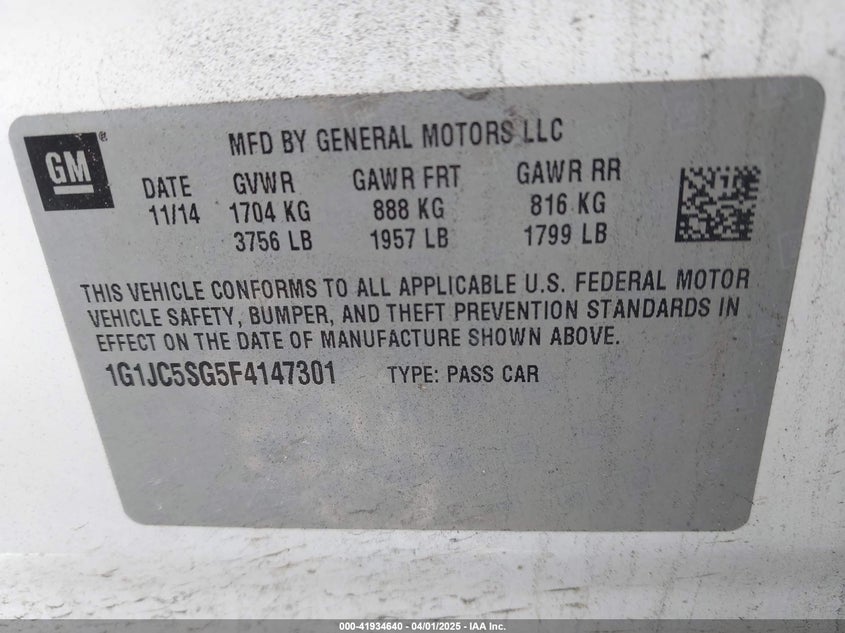 GM®
MFD BY GENERAL MOTORS LLC
DATE GVWR GAWR FRT GAWR RR
11/14 1704 KG 888 KG 816 KG
3756 LB 1957 LB 1799 LB
THIS VEHICLE CONFORMS TO ALL APPLICABLE U.S. FEDERAL MOTOR
VEHICLE SAFETY, BUMPER, AND THEFT PREVENTION STANDARDS IN
EFFECT ON THE DATE OF MANUFACTURE SHOWN ABOVE.
1G1JC5SG5F4147301 TYPE: PASS CAR
000-41934640 - 04/01/2025 - IAA Inc.